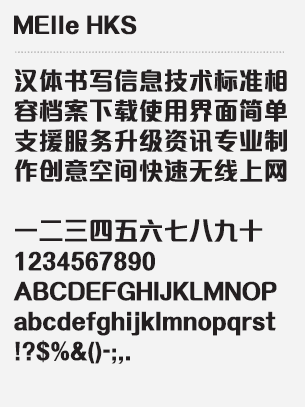 MElle HKS
汉体书写信息技术标准相
容档案下载使用界面简单
支援服务升级资讯专业制
作创意空间快速无线上网
一二三四五六七八九十
1234567890
ABCDEFGHIJKLMNOP
abcdefghijklmnopqrst
!?$%&()-;,.